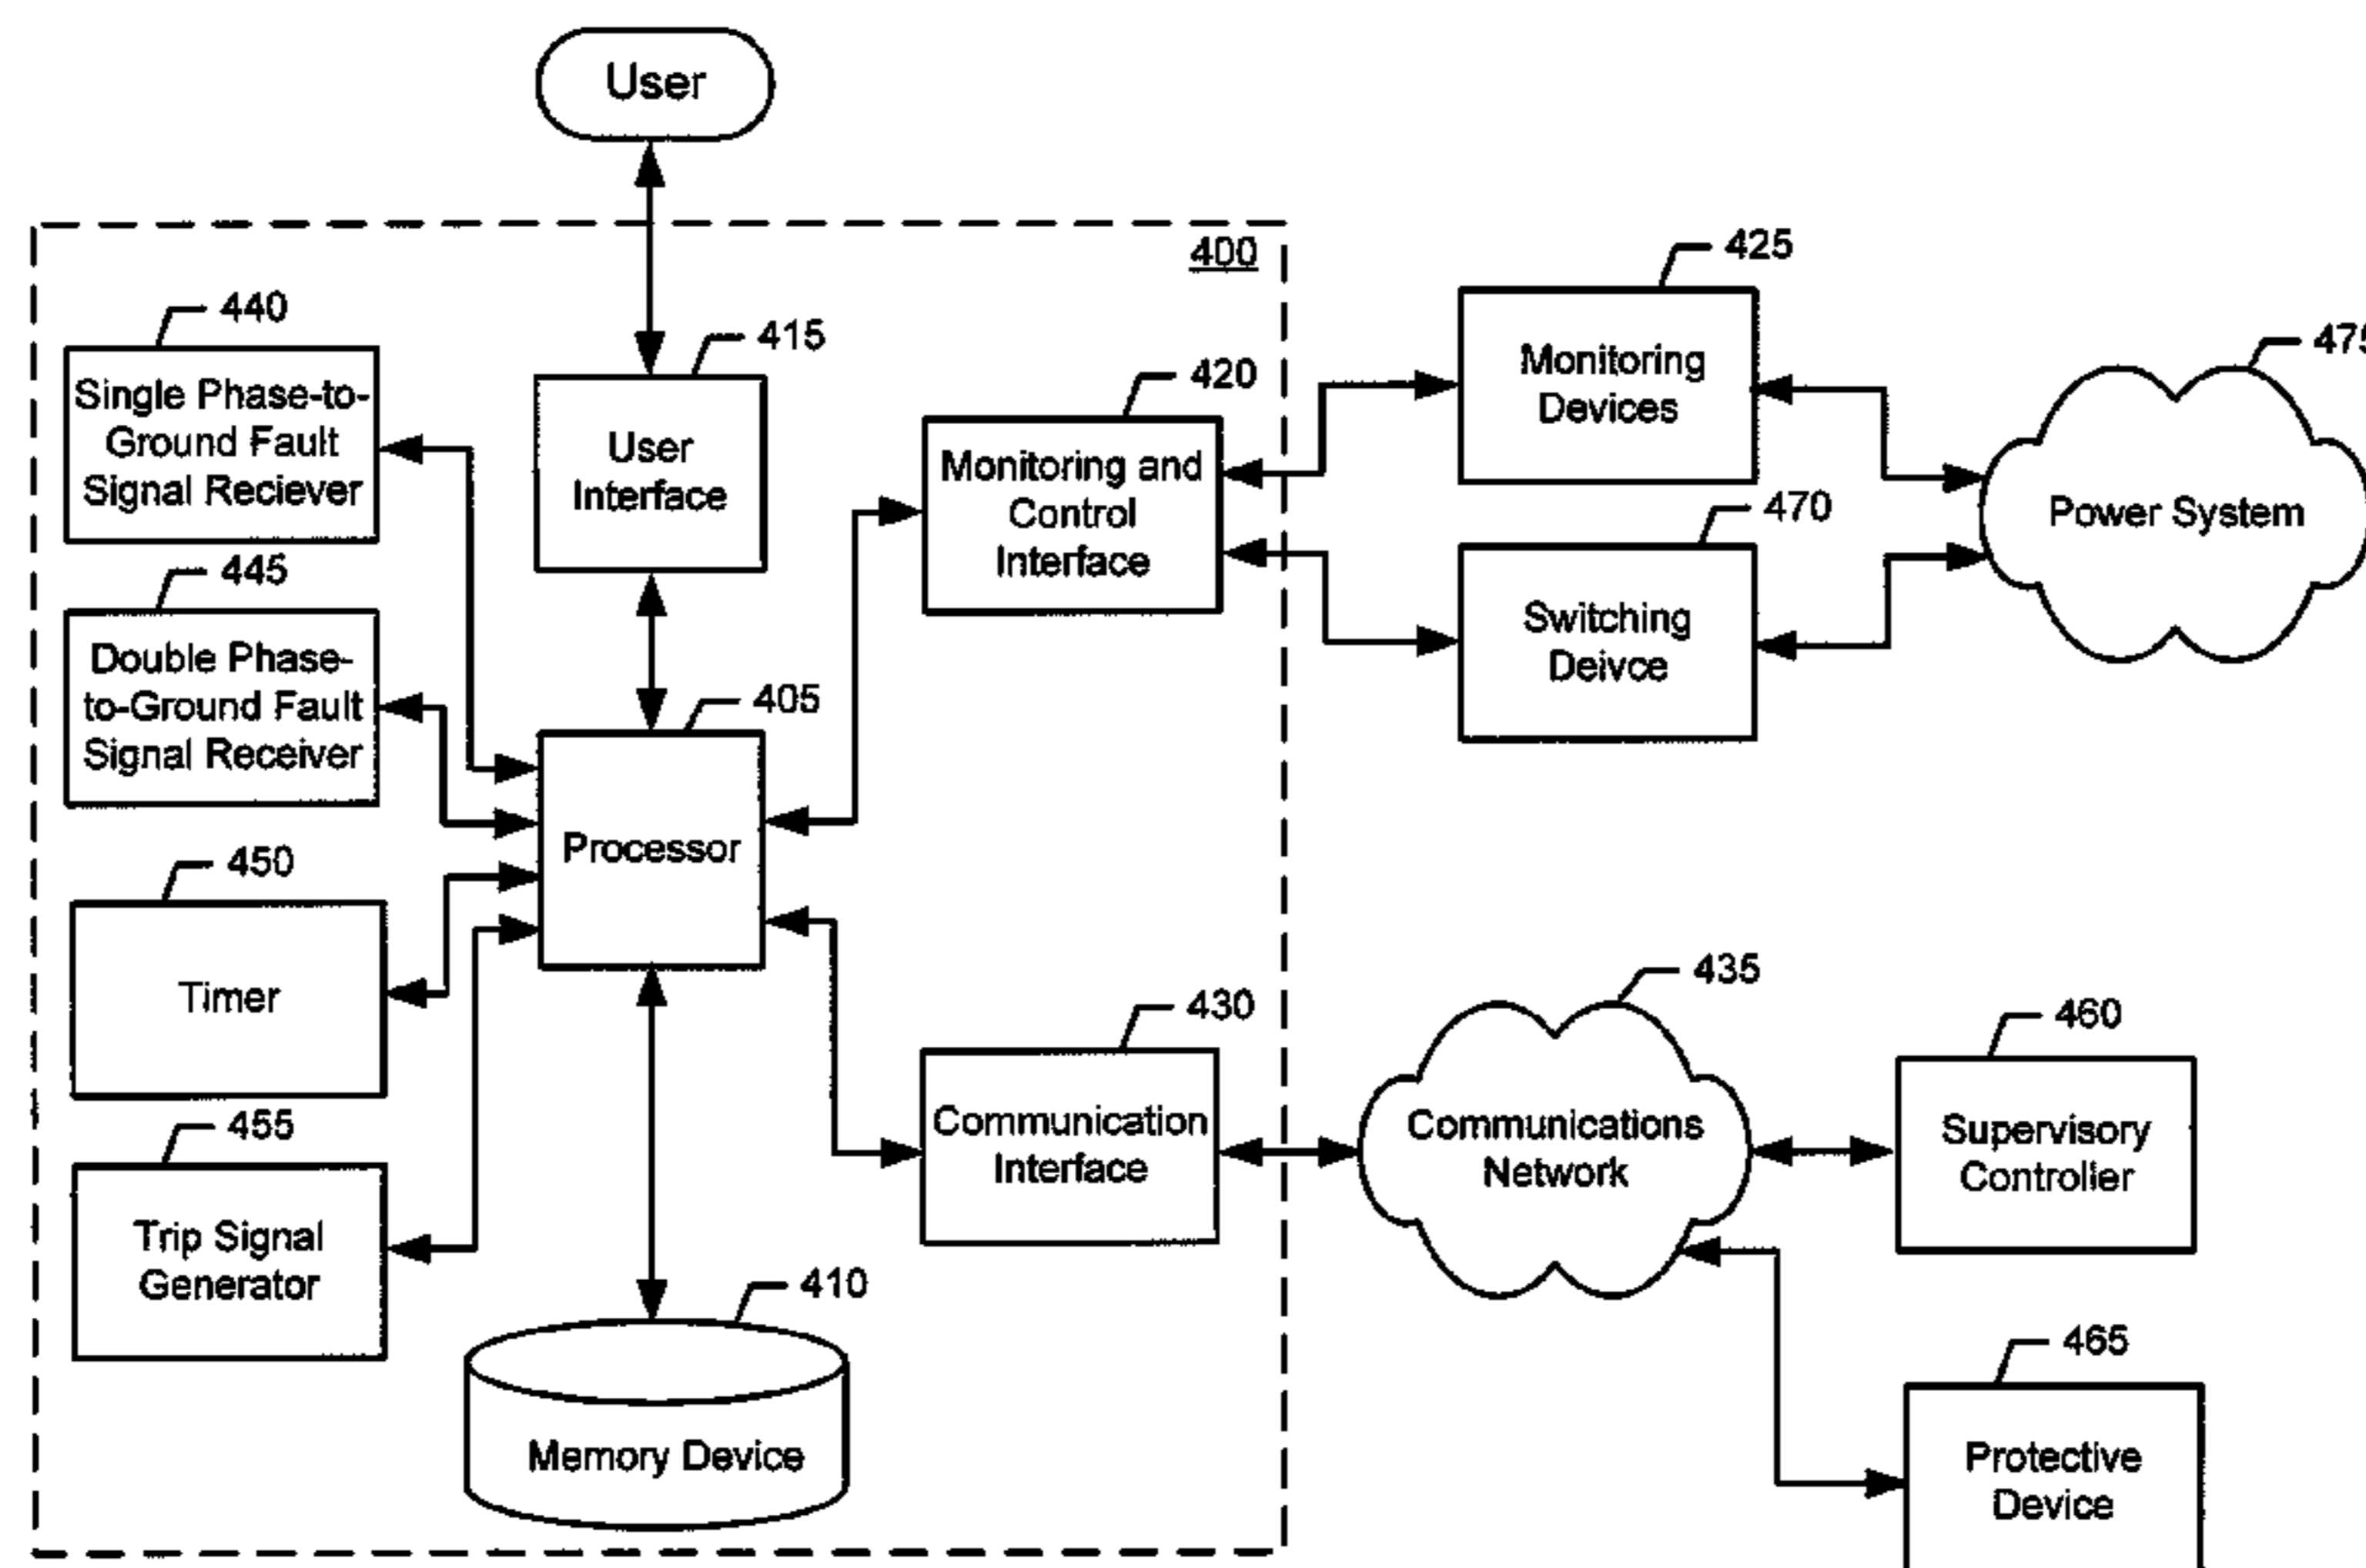 User
400
440
Single Phase-to-
Ground Fault
Signal Reciever
415
User
Interface
420
Monitoring and
Control
Interface
425
Monitoring
Devices
475
Power System
470
Switching
Deivce
445
Double Phase-
to-Ground Fault
Signal Receiver
405
Processor
450
Timer
455
Trip Signal
Generator
430
Communication
Interface
435
Communications
Network
460
Supervisory
Controller
410
Memory Device
465
Protective
Device